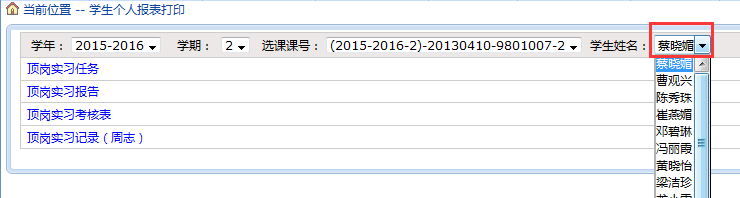 当前位置 -- 学生个人报表打印
学年： 2015-2016 学期： 2 选课课号： (2015-2016-2)-20130410-9801007-2 学生姓名： 蔡晓媚
顶岗实习任务
顶岗实习报告
顶岗实习考核表
顶岗实习记录（周志）
蔡晓媚
曹观兴
陈秀珠
崔燕媚
邓碧琳
冯丽霞
黄晓怡
梁洁珍